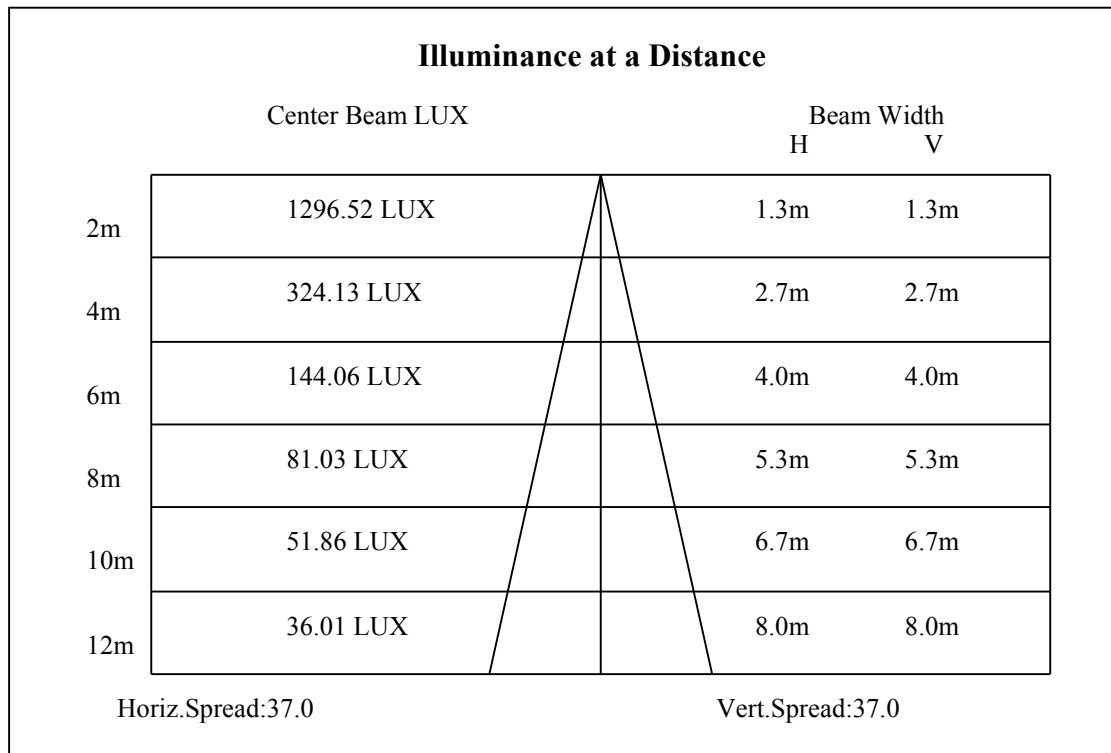 Illuminance at a Distance
Center Beam LUX Beam Width
H V
2m 1296.52 LUX 1.3m 1.3m
4m 324.13 LUX 2.7m 2.7m
6m 144.06 LUX 4.0m 4.0m
8m 81.03 LUX 5.3m 5.3m
10m 51.86 LUX 6.7m 6.7m
12m 36.01 LUX 8.0m 8.0m
Horiz.Spread:37.0 Vert.Spread:37.0